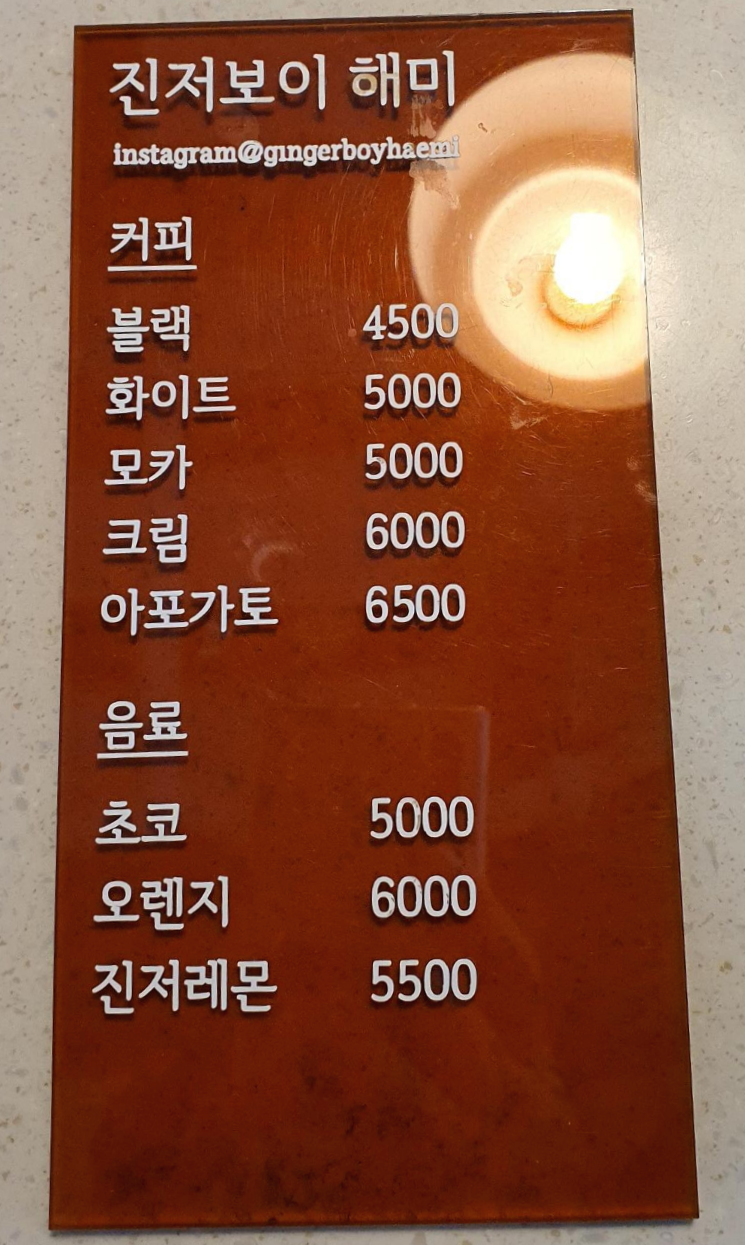 진저보이 해미
instagram@gingerboyhaemi
커피
블랙 4500
화이트 5000
모카 5000
크림 6000
아포가토 6500
음료
초코 5000
오렌지 6000
진저레몬 5500